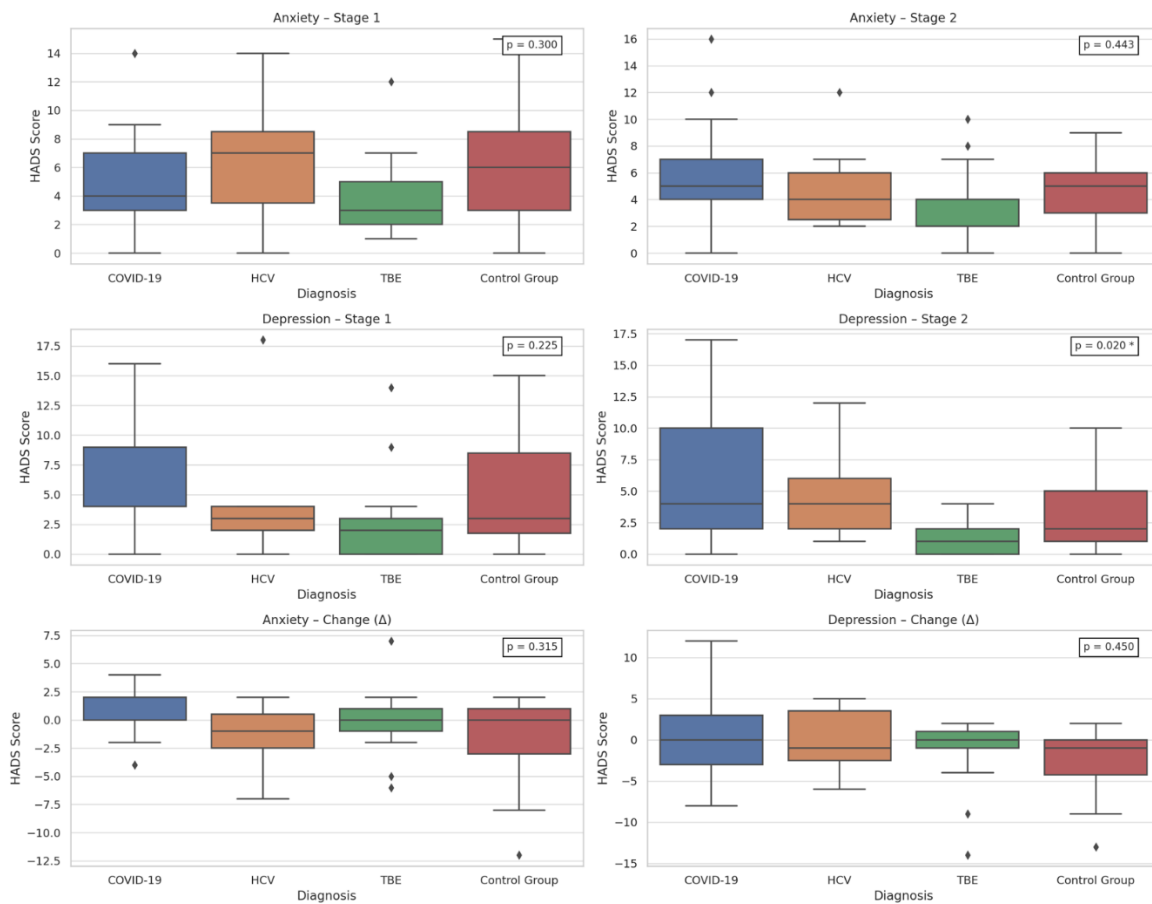 Anxiety – Stage 1
p = 0.300
HADS Score
14
12
10
8
6
4
2
0
COVID-19 HCV TBE Control Group
Diagnosis
Anxiety – Stage 2
p = 0.443
HADS Score
16
14
12
10
8
6
4
2
0
COVID-19 HCV TBE Control Group
Diagnosis
Depression – Stage 1
p = 0.225
HADS Score
17.5
15.0
12.5
10.0
7.5
5.0
2.5
0.0
COVID-19 HCV TBE Control Group
Diagnosis
Depression – Stage 2
p = 0.020 *
HADS Score
17.5
15.0
12.5
10.0
7.5
5.0
2.5
0.0
COVID-19 HCV TBE Control Group
Diagnosis
Anxiety – Change (Δ)
p = 0.315
HADS Score
7.5
5.0
2.5
0.0
−2.5
−5.0
−7.5
−10.0
−12.5
COVID-19 HCV TBE Control Group
Diagnosis
Depression – Change (Δ)
p = 0.450
HADS Score
10
5
0
−5
−10
−15
COVID-19 HCV TBE Control Group
Diagnosis